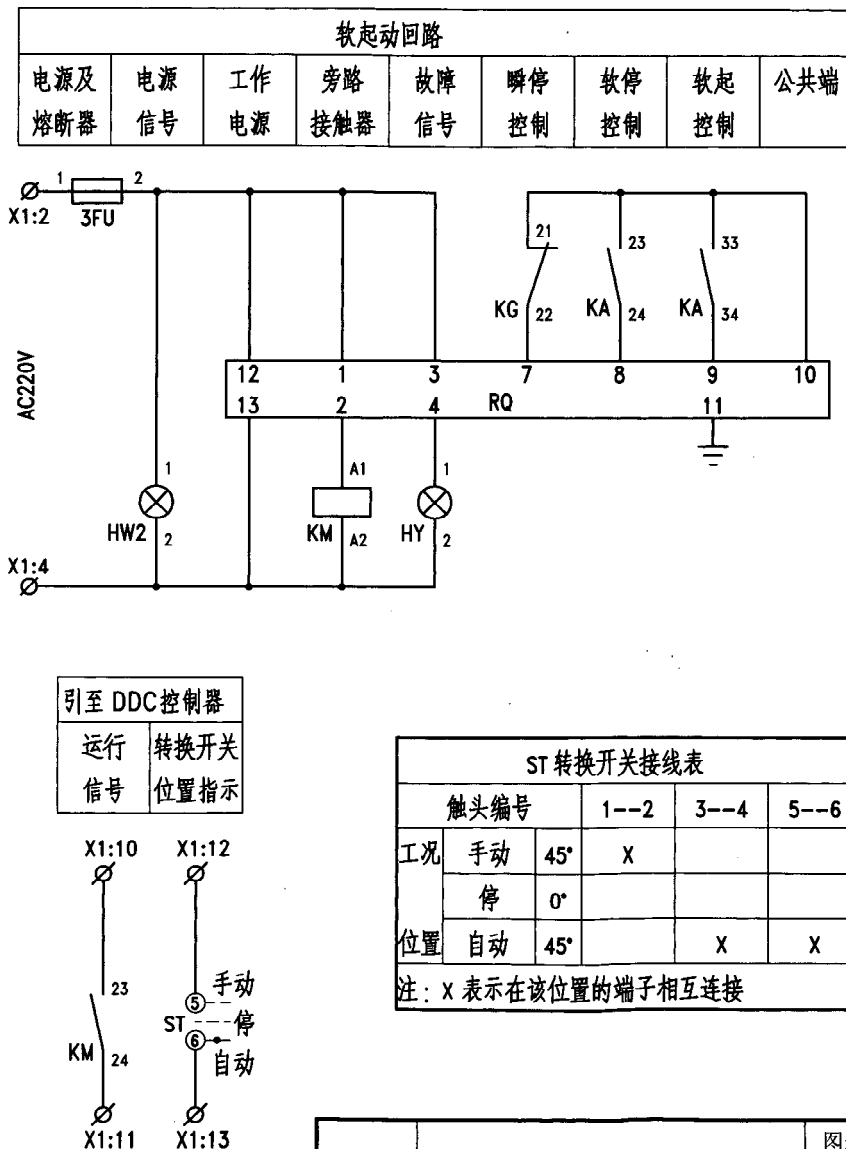 软起动回路
电源及 电源 工作 旁路 故障 瞬停 软停 软起 公共端
熔断器 信号 电源 接触器 信号 控制 控制 控制
1 2
X1:2 3FU
21 23 33
KG 22 KA 24 KA 34
AC220V
12 1 3 7 8 9 10
13 2 4 RQ 11
1 A1 1
HW2 2 KM A2 HY 2
X1:4
引至 DDC控制器
运行 转换开关
信号 位置指示
X1:10 X1:12
23
KM 24
5 手动
ST 停
6 自动
X1:11 X1:13
ST 转换开关接线表
触头编号 1--2 3--4 5--6
工况 手动 45° X
停 0°
位置 自动 45° X X
注: X 表示在该位置的端子相互连接
图